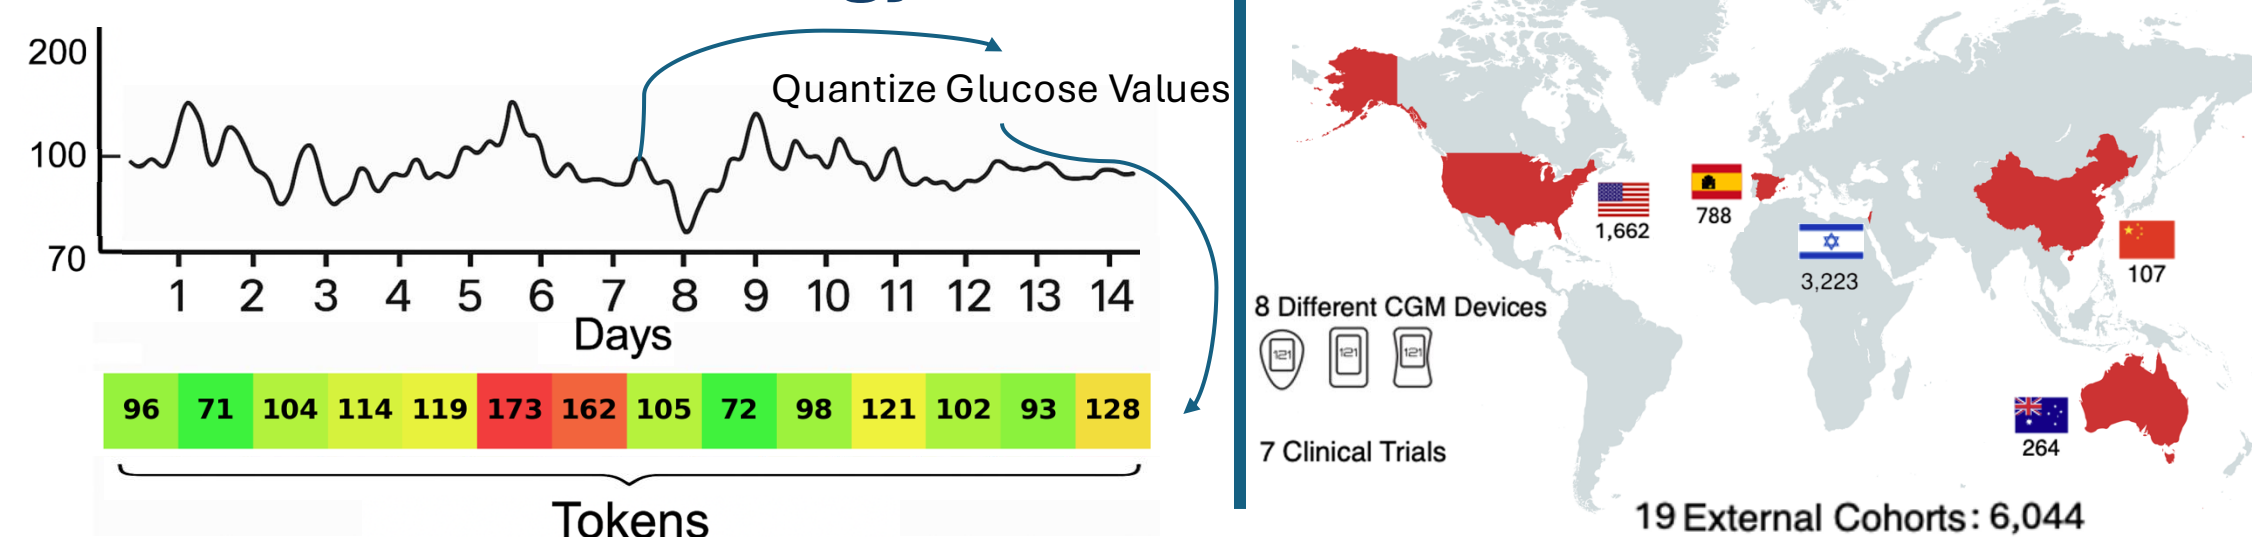 200
100
70
Quantize Glucose Values
1 2 3 4 5 6 7 8 9 10 11 12 13 14
Days
96 71 104 114 119 173 162 105 72 98 121 102 93 128
Tokens
1,662
788
3,223
107
264
8 Different CGM Devices
121 121 121
7 Clinical Trials
19 External Cohorts: 6,044